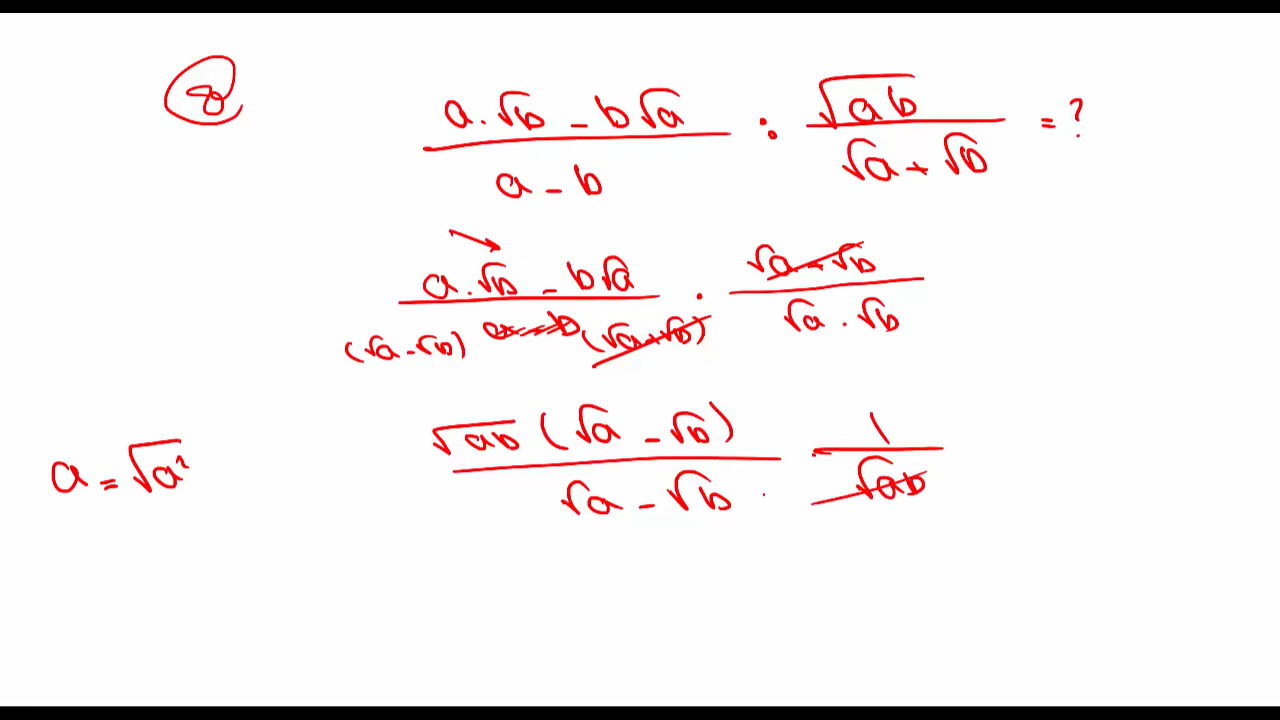 8
(a.√b - b√a)/(a - b) : √ab/(√a + √b) = ?
(a.√b - b√a)/((√a - √b) a - b (√a + √b)) . (√a + √b)/(√a . √b)
a = √a² √ab (√a - √b)/(√a - √b) . 1/√ab